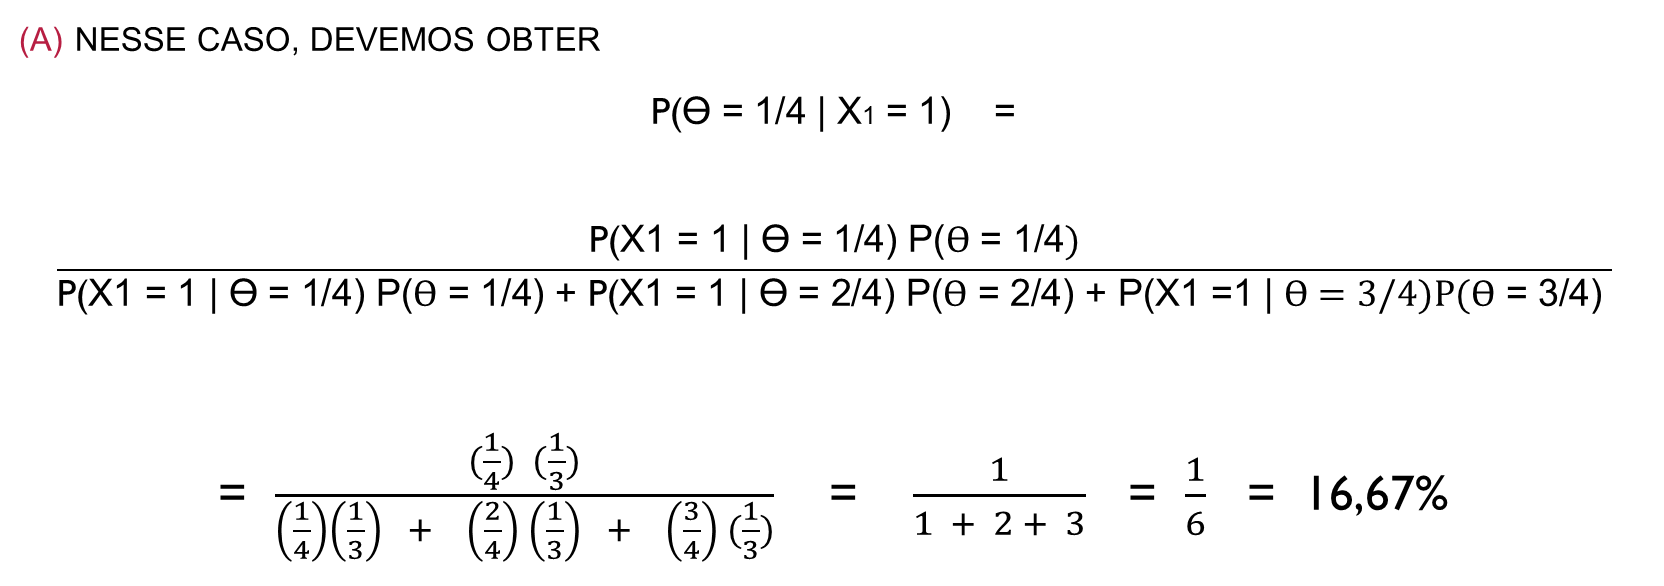 (A) NESSE CASO, DEVEMOS OBTER
P(ϴ = 1/4 | X1 = 1) =
P(X1 = 1 | ϴ = 1/4) P(θ = 1/4)
P(X1 = 1 | ϴ = 1/4) P(θ = 1/4) + P(X1 = 1 | ϴ = 2/4) P(θ = 2/4) + P(X1 =1 | θ = 3/4)P(θ = 3/4)
= (1/4) (1/3) / (1/4)(1/3) + (2/4)(1/3) + (3/4)(1/3) = 1 / 1 + 2 + 3 = 1/6 = 16,67%